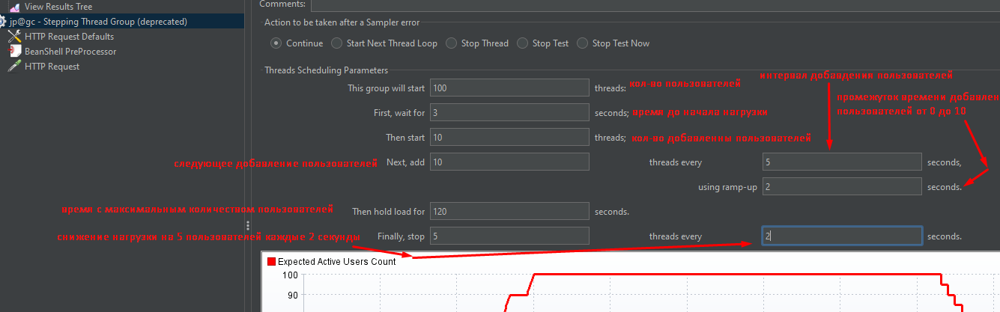 View Results Tree
Comments:
jp@gc - Stepping Thread Group (deprecated)
Action to be taken after a Sampler error
HTTP Request Defaults
Continue Start Next Thread Loop Stop Thread Stop Test Stop Test Now
BeanShell PreProcessor
HTTP Request
Threads Scheduling Parameters
интервал добавдения пользователей
This group will start 100 threads: кол-во пользователей
промежуток времени добавлен
пользователей от 0 до 10
First, wait for 3 seconds; время до начала нагрузки
Then start 10 threads; кол-во добавленны пользователей
следующее добавление пользователей Next, add 10 threads every 5 seconds,
using ramp-up 2 seconds.
время с максимальным количеством пользователей Then hold load for 120 seconds.
снижение нагрузки на 5 пользователей каждые 2 секунды Finally, stop 5 threads every 2 seconds.
Expected Active Users Count
100
90